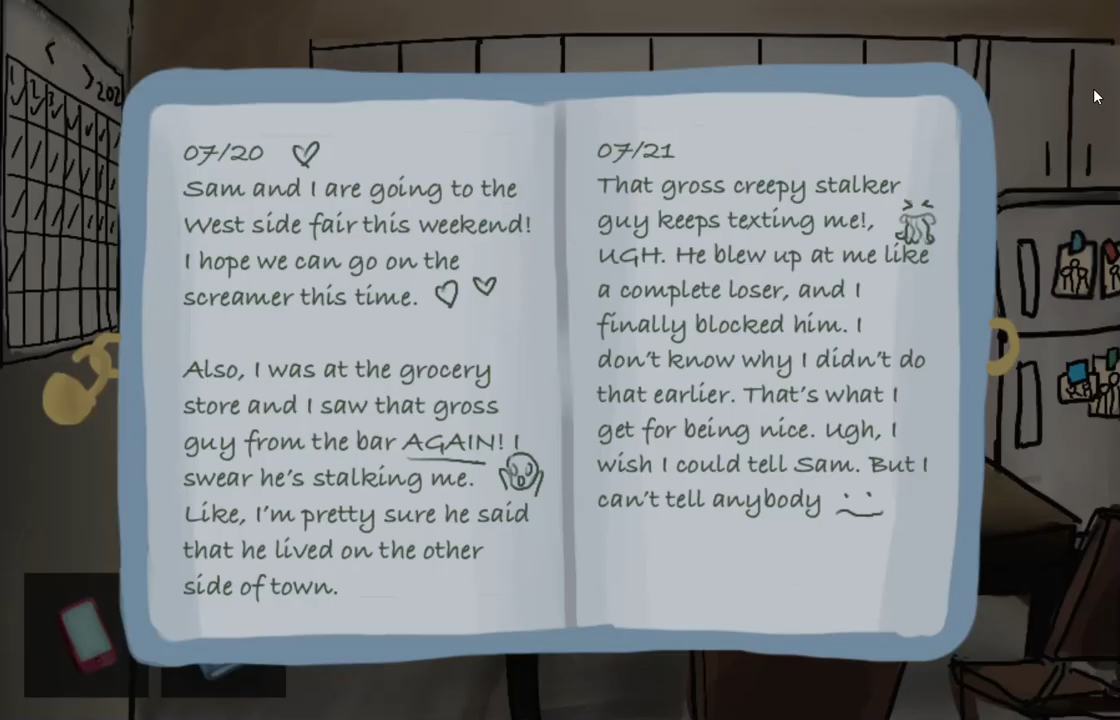 1 2 3
202
07/20
Sam and I are going to the
West side fair this weekend!
I hope we can go on the
screamer this time.
Also, I was at the grocery
store and I saw that gross
guy from the bar AGAIN! I
swear he's stalking me.
Like, I'm pretty sure he said
that he lived on the other
side of town.
07/21
That gross creepy stalker
guy keeps texting me!,
UGH. He blew up at me like
a complete loser, and I
finally blocked him. I
don't know why I didn't do
that earlier. That's what I
get for being nice. Ugh, I
wish I could tell Sam. But I
can't tell anybody